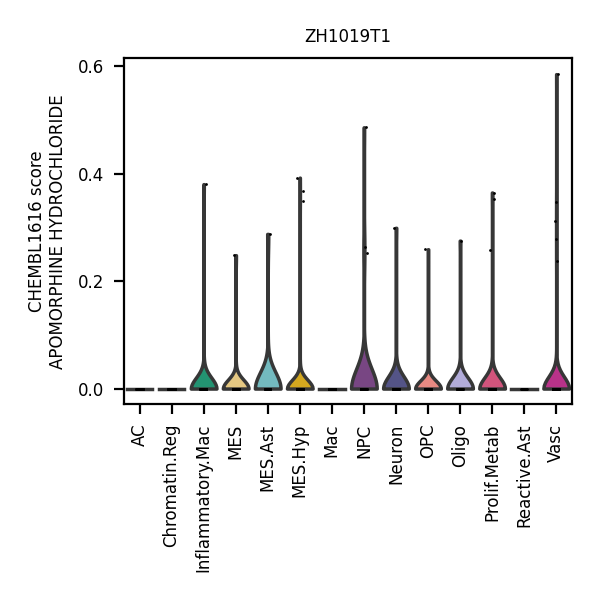 ZH1019T1
CHEMBL1616 score
APOMORPHINE HYDROCHLORIDE
0.6
0.4
0.2
0.0
AC
Chromatin.Reg
Inflammatory.Mac
MES
MES.Ast
MES.Hyp
Mac
NPC
Neuron
OPC
Oligo
Prolif.Metab
Reactive.Ast
Vasc